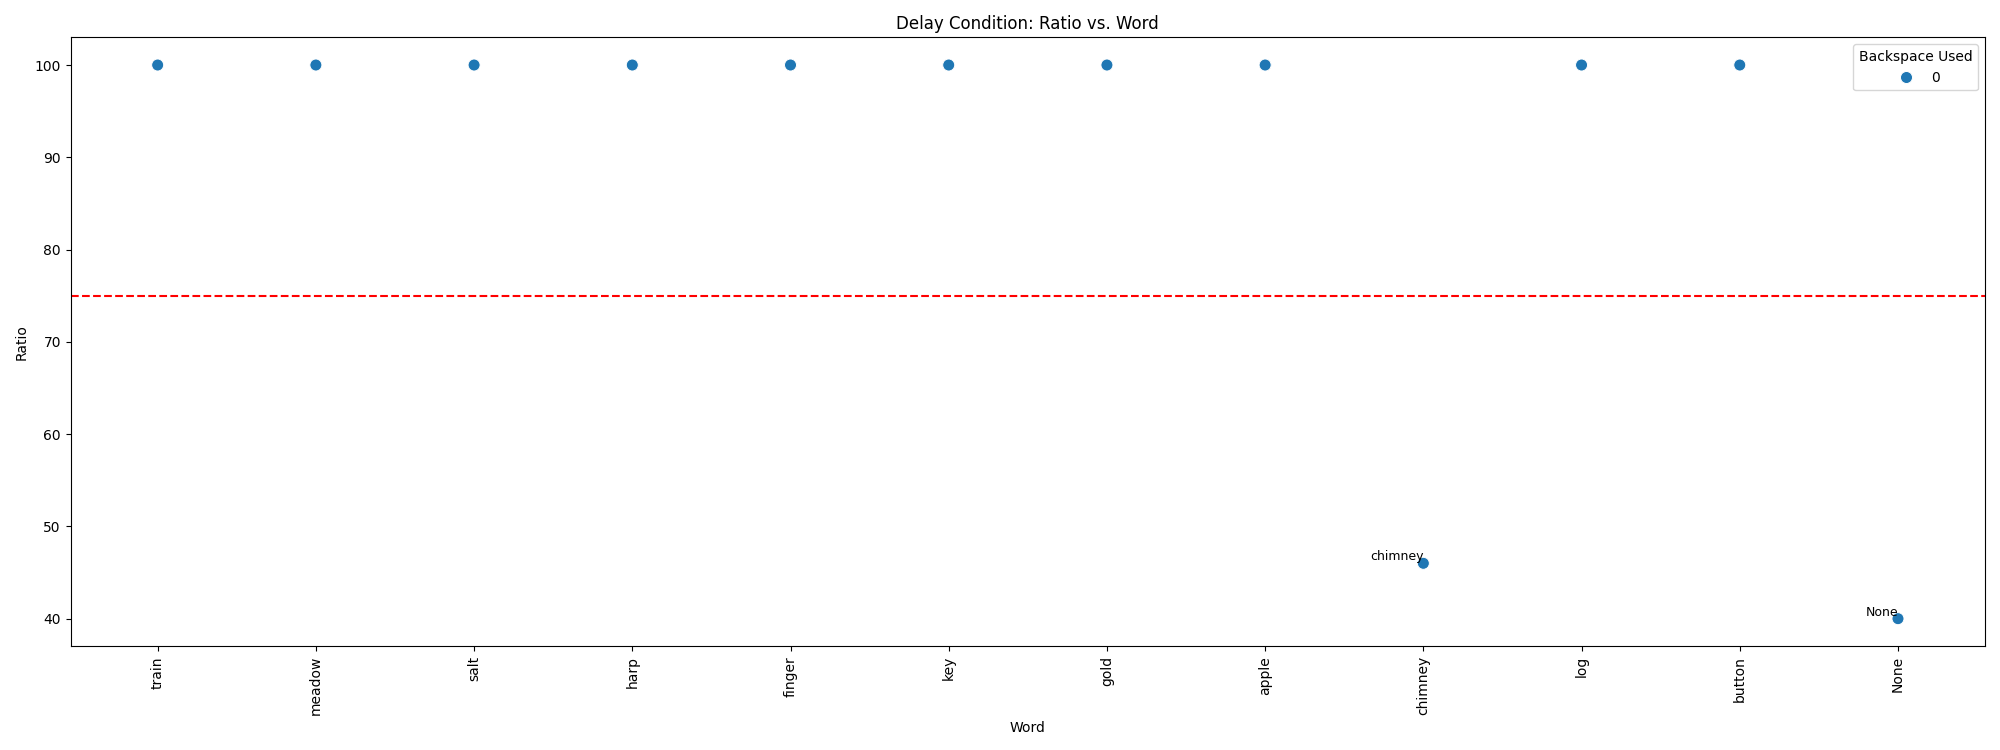 Delay Condition: Ratio vs. Word
Backspace Used
0
100
90
80
70
60
50
40
Ratio
chimney
None
train
meadow
salt
harp
finger
key
gold
apple
chimney
log
button
None
Word